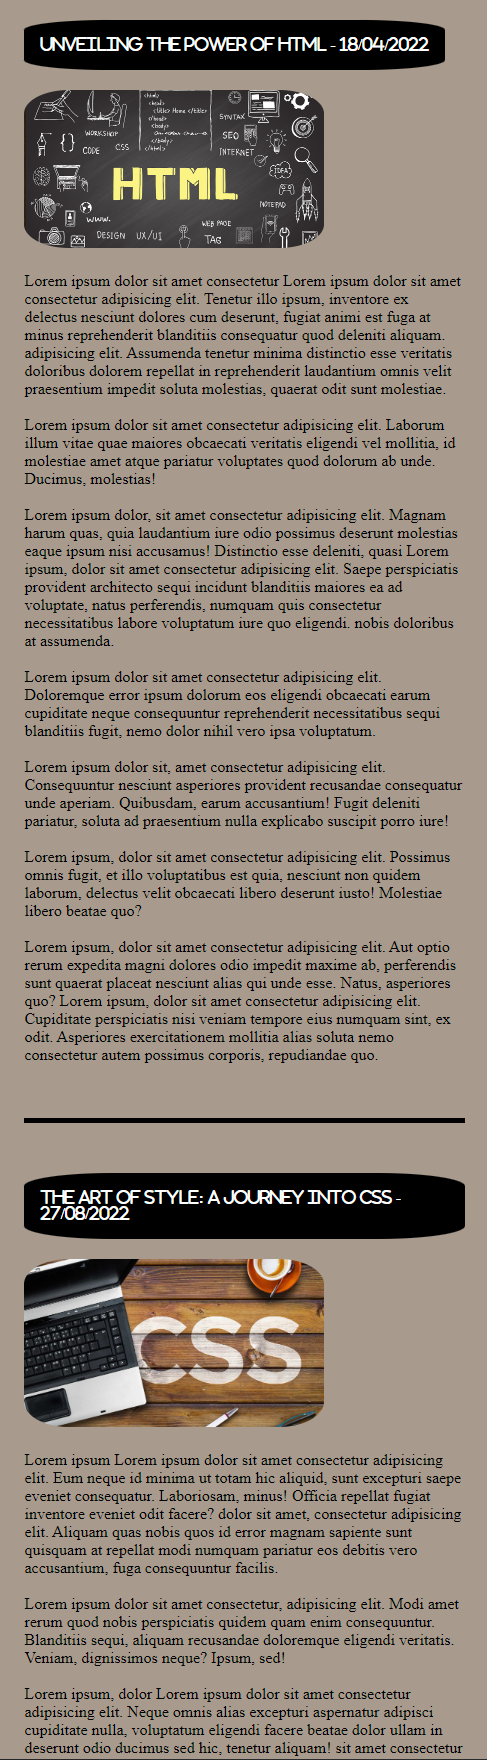 UNVEILING THE POWER OF HTML - 18/04/2022
<html>
<head>
<title> Home </title>
</head>
<body>
</body>
</html>
SYNTAX
WORKSHOP
SEO
CODE
CSS
INTERNET
IDEA
HTML
NOTEPAD
WWW.
WEB PAGE
DESIGN
UX/UI
TAG
Lorem ipsum dolor sit amet consectetur Lorem ipsum dolor sit amet
consectetur adipisicing elit. Tenetur illo ipsum, inventore ex
delectus nesciunt dolores cum deserunt, fugiat animi est fuga at
minus reprehenderit blanditiis consequatur quod deleniti aliquam.
adipisicing elit. Assumenda tenetur minima distinctio esse veritatis
doloribus dolorem repellat in reprehenderit laudantium omnis velit
praesentium impedit soluta molestias, quaerat odit sunt molestiae.
Lorem ipsum dolor sit amet consectetur adipisicing elit. Laborum
illum vitae quae maiores obcaecati veritatis eligendi vel mollitia, id
molestiae amet atque pariatur voluptates quod dolorum ab unde.
Ducimus, molestias!
Lorem ipsum dolor, sit amet consectetur adipisicing elit. Magnam
harum quas, quia laudantium iure odio possimus deserunt molestias
eaque ipsum nisi accusamus! Distinctio esse deleniti, quasi Lorem
ipsum, dolor sit amet consectetur adipisicing elit. Saepe perspiciatis
provident architecto sequi incidunt blanditiis maiores ea ad
voluptate, natus perferendis, numquam quis consectetur
necessitatibus labore voluptatum iure quo eligendi. nobis doloribus
at assumenda.
Lorem ipsum dolor sit amet consectetur adipisicing elit.
Doloremque error ipsum dolorum eos eligendi obcaecati earum
cupiditate neque consequuntur reprehenderit necessitatibus sequi
blanditiis fugit, nemo dolor nihil vero ipsa voluptatum.
Lorem ipsum dolor sit, amet consectetur adipisicing elit.
Consequuntur nesciunt asperiores provident recusandae consequatur
unde aperiam. Quibusdam, earum accusantium! Fugit deleniti
pariatur, soluta ad praesentium nulla explicabo suscipit porro iure!
Lorem ipsum, dolor sit amet consectetur adipisicing elit. Possimus
omnis fugit, et illo voluptatibus est quia, nesciunt non quidem
laborum, delectus velit obcaecati libero deserunt iusto! Molestiae
libero beatae quo?
Lorem ipsum, dolor sit amet consectetur adipisicing elit. Aut optio
rerum expedita magni dolores odio impedit maxime ab, perferendis
sunt quaerat placeat nesciunt alias qui unde esse. Natus, asperiores
quo? Lorem ipsum, dolor sit amet consectetur adipisicing elit.
Cupiditate perspiciatis nisi veniam tempore eius numquam sint, ex
odit. Asperiores exercitationem mollitia alias soluta nemo
consectetur autem possimus corporis, repudiandae quo.
THE ART OF STYLE: A JOURNEY INTO CSS -
27/08/2022
CSS
Lorem ipsum Lorem ipsum dolor sit amet consectetur adipisicing
elit. Eum neque id minima ut totam hic aliquid, sunt excepturi saepe
eveniet consequatur. Laboriosam, minus! Officia repellat fugiat
inventore eveniet odit facere? dolor sit amet, consectetur adipisicing
elit. Aliquam quas nobis quos id error magnam sapiente sunt
quisquam at repellat modi numquam pariatur eos debitis vero
accusantium, fuga consequuntur facilis.
Lorem ipsum dolor sit amet consectetur, adipisicing elit. Modi amet
rerum quod nobis perspiciatis quidem quam enim consequuntur.
Blanditiis sequi, aliquam recusandae doloremque eligendi veritatis.
Veniam, dignissimos neque? Ipsum, sed!
Lorem ipsum, dolor Lorem ipsum dolor sit amet consectetur
adipisicing elit. Neque omnis alias excepturi aspernatur adipisci
cupiditate nulla, voluptatum eligendi facere beatae dolor ullam in
deserunt odio ducimus sed hic, tenetur aliquam! sit amet consectetur